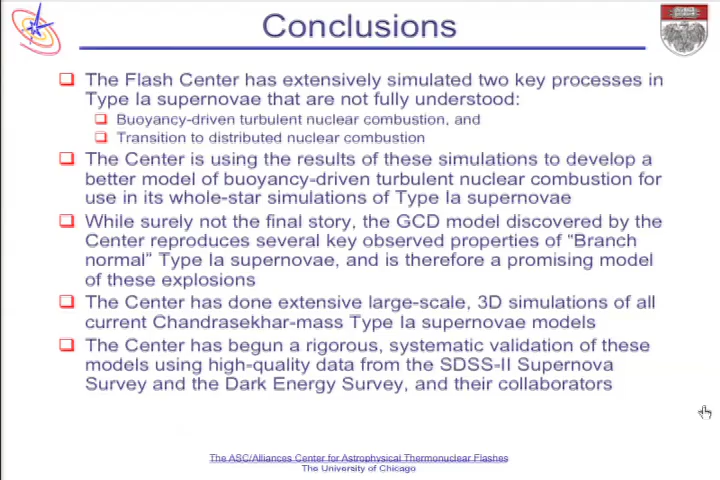 Conclusions
The Flash Center has extensively simulated two key processes in
Type Ia supernovae that are not fully understood:
Buoyancy-driven turbulent nuclear combustion, and
Transition to distributed nuclear combustion
The Center is using the results of these simulations to develop a
better model of buoyancy-driven turbulent nuclear combustion for
use in its whole-star simulations of Type Ia supernovae
While surely not the final story, the GCD model discovered by the
Center reproduces several key observed properties of “Branch
normal” Type Ia supernovae, and is therefore a promising model
of these explosions
The Center has done extensive large-scale, 3D simulations of all
current Chandrasekhar-mass Type Ia supernovae models
The Center has begun a rigorous, systematic validation of these
models using high-quality data from the SDSS-II Supernova
Survey and the Dark Energy Survey, and their collaborators
The ASC/Alliances Center for Astrophysical Thermonuclear Flashes
The University of Chicago